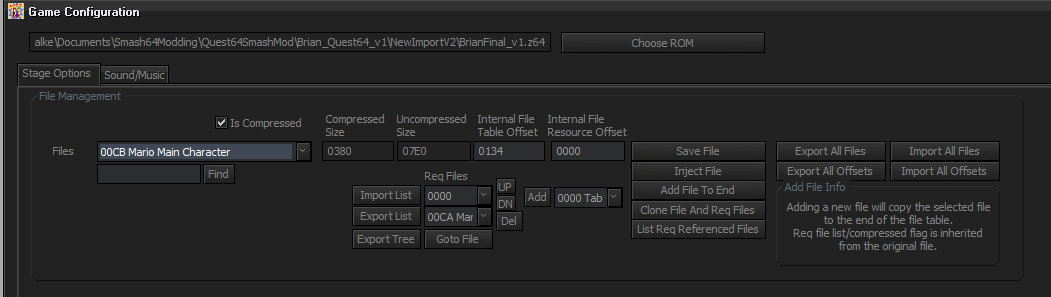 Game Configuration
alke\Documents\Smash64Modding\Quest64SmashMod\Brian_Quest64_v1\NewImportV2\BrianFinal_v1.z64
Choose ROM
Stage Options
Sound/Music
File Management
Is Compressed
Compressed Size
Uncompressed Size
Internal File Table Offset
Internal File Resource Offset
Files
00CB Mario Main Character
0380
07E0
0134
0000
Find
Save File
Inject File
Add File To End
Clone File And Req Files
List Req Referenced Files
Export All Files
Import All Files
Export All Offsets
Import All Offsets
Req Files
Import List
0000
UP
DN
Add
0000 Tab
Export List
00CA Mar
Del
Export Tree
Goto File
Add File Info
Adding a new file will copy the selected file
to the end of the file table.
Req file list/compressed flag is inherited
from the original file.